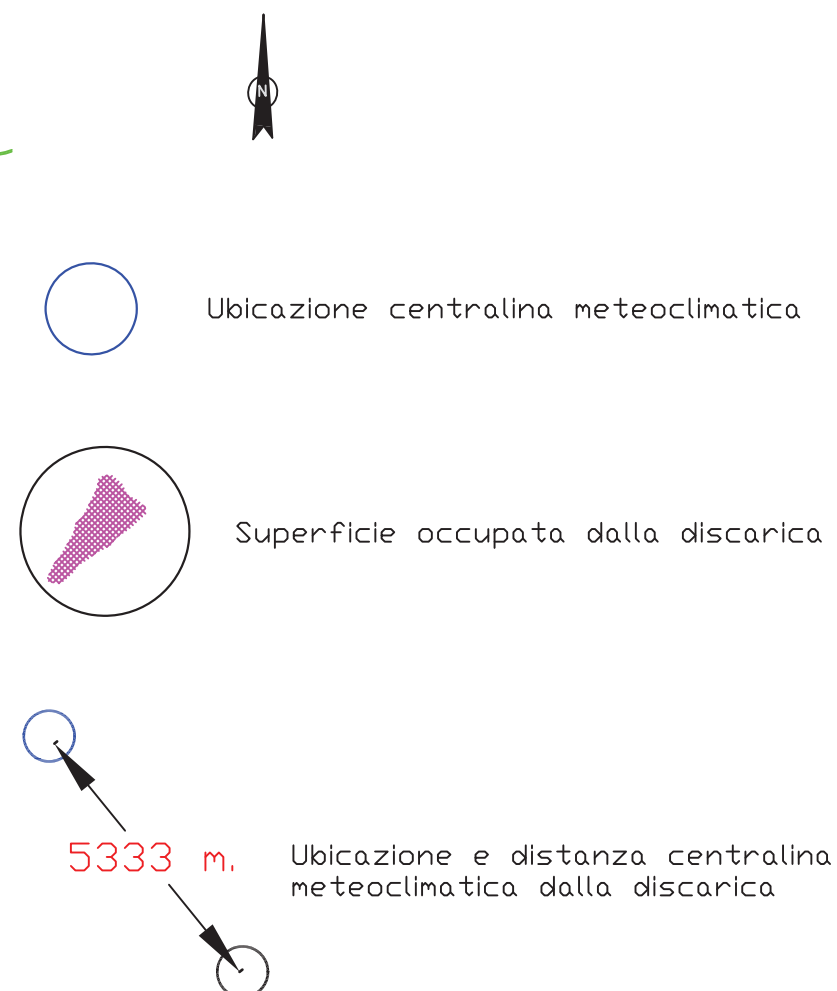 N
Ubicazione centralina meteoclimatica
Superficie occupata dalla discarica
5333 m.
Ubicazione e distanza centralina
meteoclimatica dalla discarica